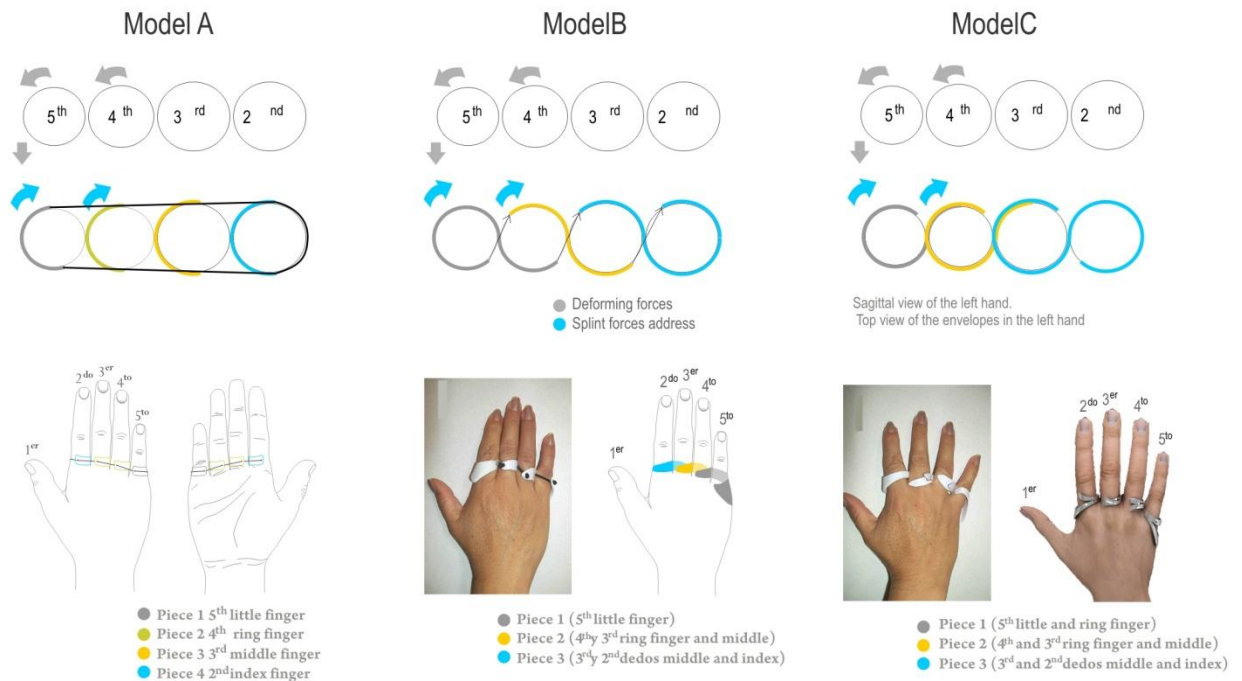 Model A
5th 4th 3rd 2nd
2do 3er 4to
5to
1er
Piece 1 5th little finger
Piece 2 4th ring finger
Piece 3 3rd middle finger
Piece 4 2nd index finger
ModelB
5th 4th 3rd 2nd
Deforming forces
Splint forces address
2do 3er 4to
5to
1er
Piece 1 (5th little finger)
Piece 2 (4thy 3rd ring finger and middle)
Piece 3 (3rdy 2nd dedos middle and index)
ModelC
5th 4th 3rd 2nd
Sagittal view of the left hand.
Top view of the envelopes in the left hand
2do 3er 4to
5to
1er
Piece 1 (5th little and ring finger)
Piece 2 (4th and 3rd ring finger and middle)
Piece 3 (3rd and 2nd dedos middle and index)